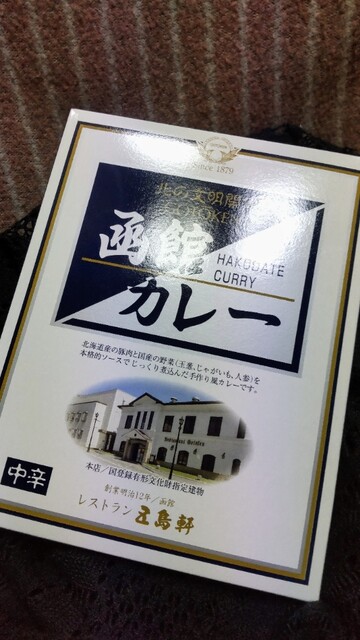 Since 1879
北の文明開
函館
カレー
HAKODATE
CURRY
北海道産の豚肉と国産の野菜(玉葱、じゃがいも、人参)を
本格的ソースでじっくり煮込んだ手作り風カレーです。
本店/国登録有形文化財指定建物
創業明治12年/函館
レストラン 五島軒
中辛